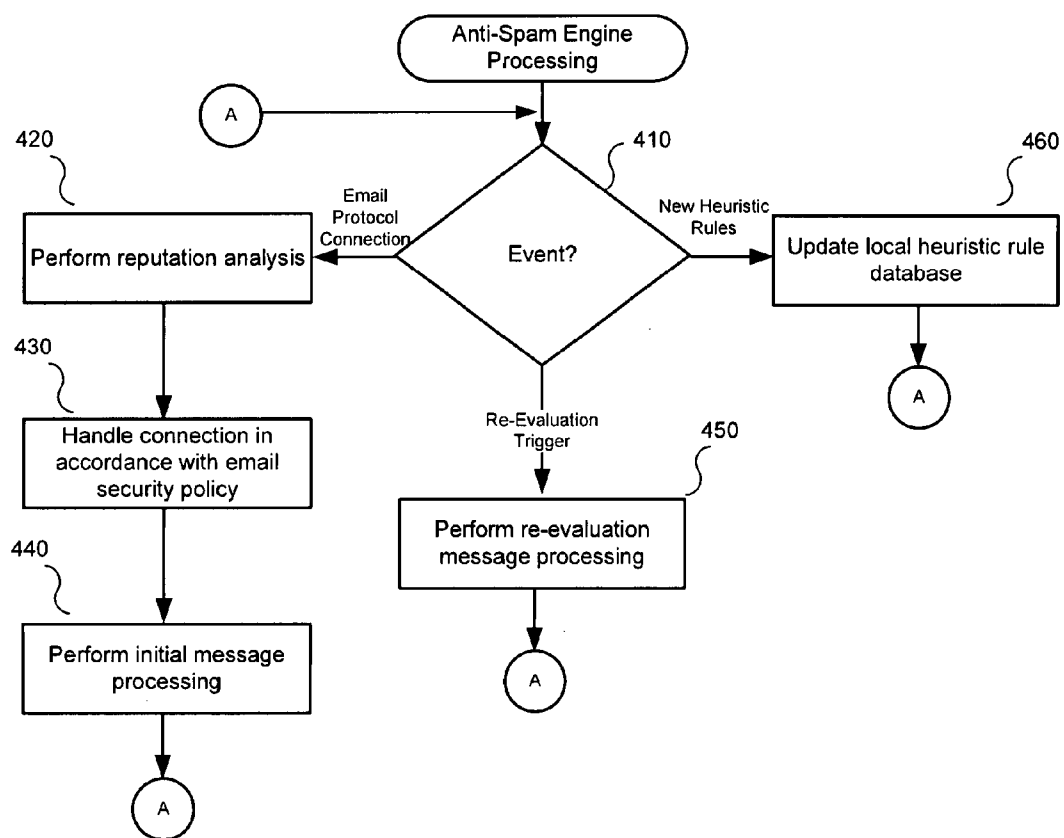 Anti-Spam Engine
Processing
A
410
420
460
Email
Protocol
Connection
New Heuristic
Rules
Perform reputation analysis
Event?
Update local heuristic rule
database
430
A
Handle connection in
accordance with email
security policy
Re-Evaluation
Trigger
450
Perform re-evaluation
message processing
440
Perform initial message
processing
A
A